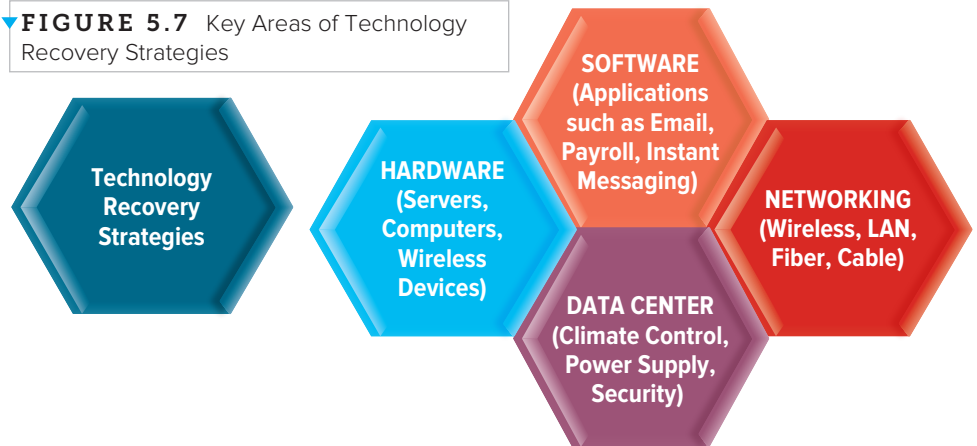 FIGURE 5.7 Key Areas of Technology
Recovery Strategies
Technology
Recovery
Strategies
HARDWARE
(Servers,
Computers,
Wireless
Devices)
SOFTWARE
(Applications
such as Email,
Payroll, Instant
Messaging)
DATA CENTER
(Climate Control,
Power Supply,
Security)
NETWORKING
(Wireless, LAN,
Fiber, Cable)